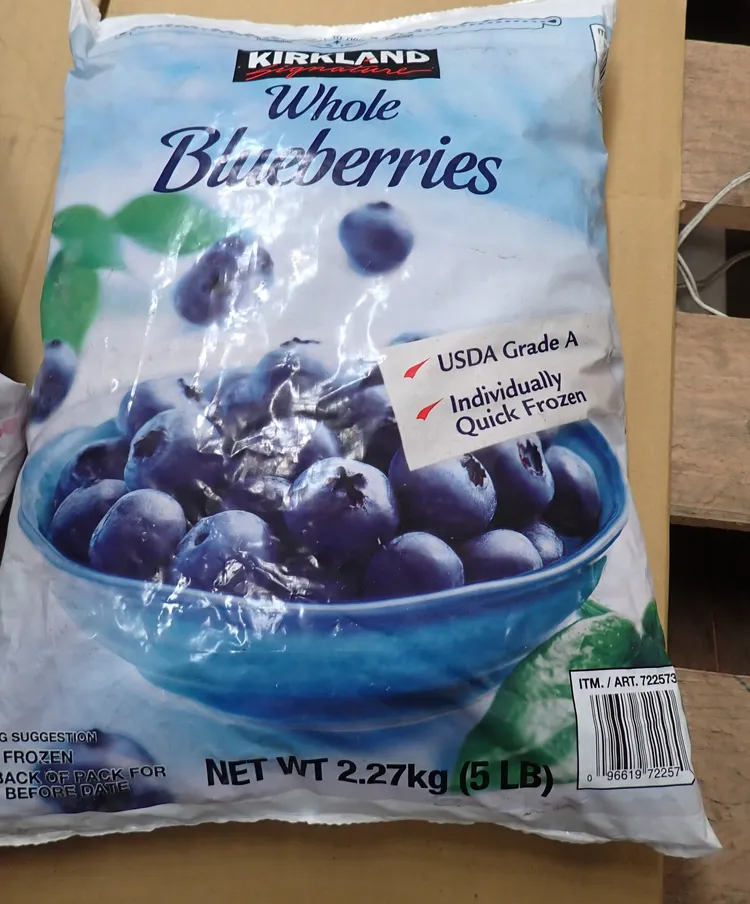 KIRKLAND
Signature
Whole
Blueberries
USDA Grade A
Individually
Quick Frozen
ITM. / ART. 722573
0 96619 72257
G SUGGESTION
FROZEN
BACK OF PACK FOR
BEFORE DATE
NET WT 2.27kg (5 LB)